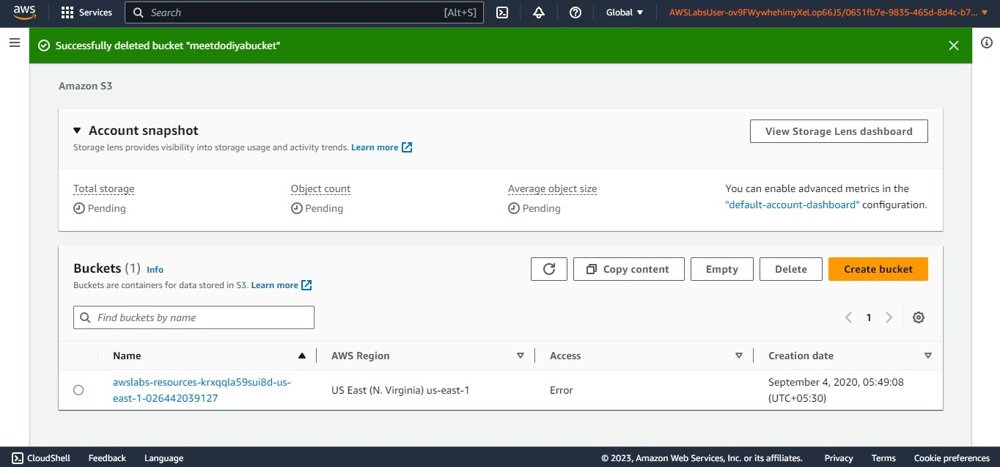 aws
Services
Search
[Alt+S]
Global
AWSLabsUser-ov9FWywhehimyXeLop66J5/0651fb7e-9835-465d-8d4c-b7...
Successfully deleted bucket "meetdodiyabucket"
Amazon S3
Account snapshot
View Storage Lens dashboard
Storage lens provides visibility into storage usage and activity trends. Learn more
Total storage
Pending
Object count
Pending
Average object size
Pending
You can enable advanced metrics in the
"default-account-dashboard" configuration.
Buckets (1) Info
Buckets are containers for data stored in S3. Learn more
Copy content
Empty
Delete
Create bucket
Find buckets by name
1
Name
AWS Region
Access
Creation date
awslabs-resources-krxqqla59sui8d-us-
east-1-026442039127
US East (N. Virginia) us-east-1
Error
September 4, 2020, 05:49:08
(UTC+05:30)
CloudShell
Feedback
Language
© 2023, Amazon Web Services, Inc. or its affiliates.
Privacy
Terms
Cookie preferences